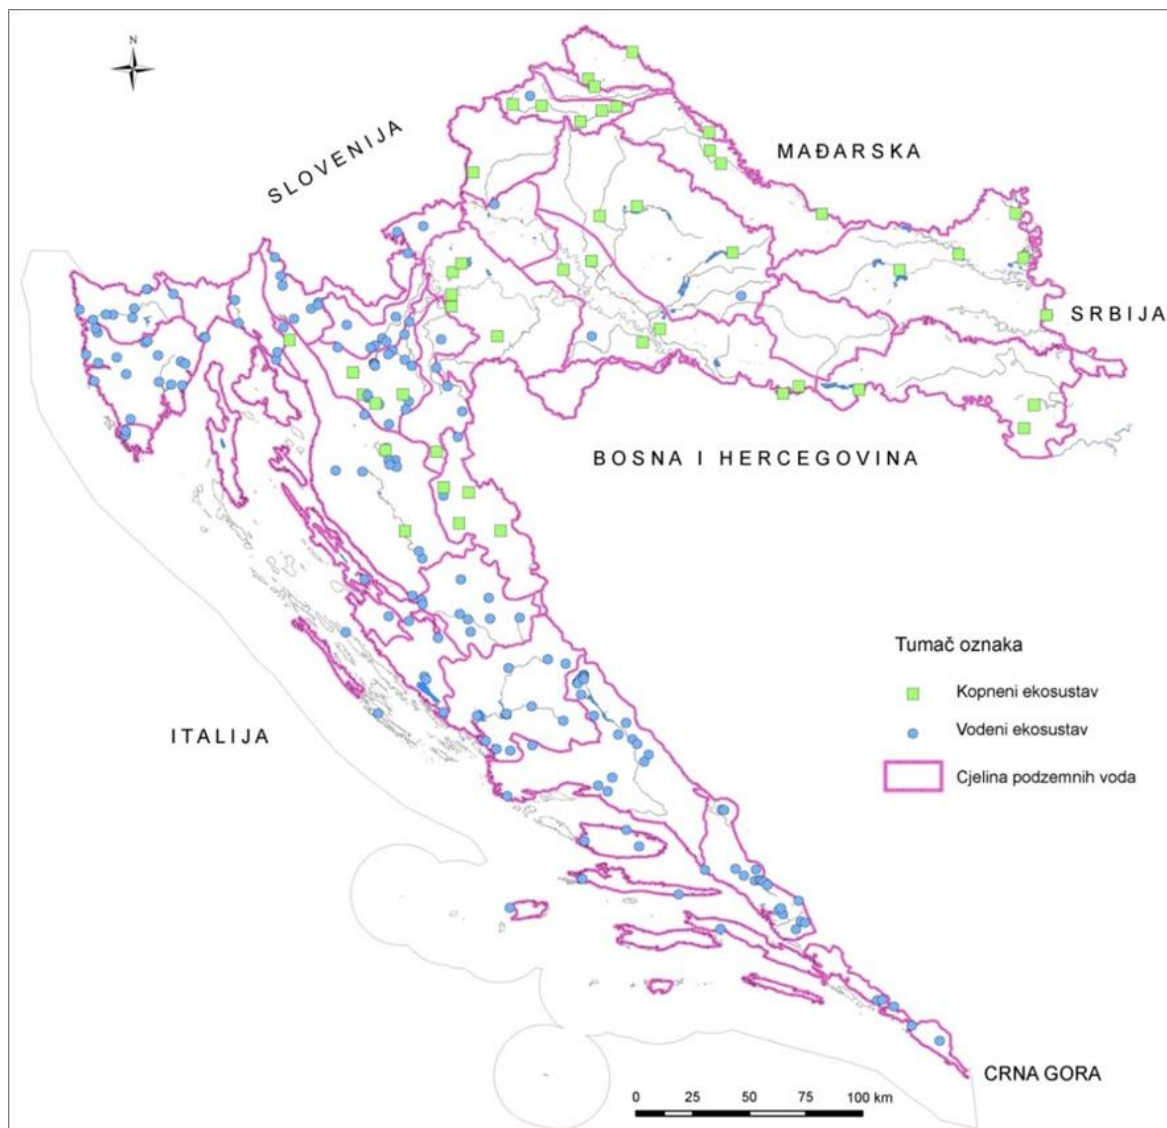 N
SLOVENIJA
MAĐARSKA
SRBIJA
BOSNA I HERCEGOVINA
ITALIJA
CRNA GORA
Tumač oznaka
Kopneni ekosustav
Vodeni ekosustav
Cjelina podzemnih voda
0 25 50 75 100 km